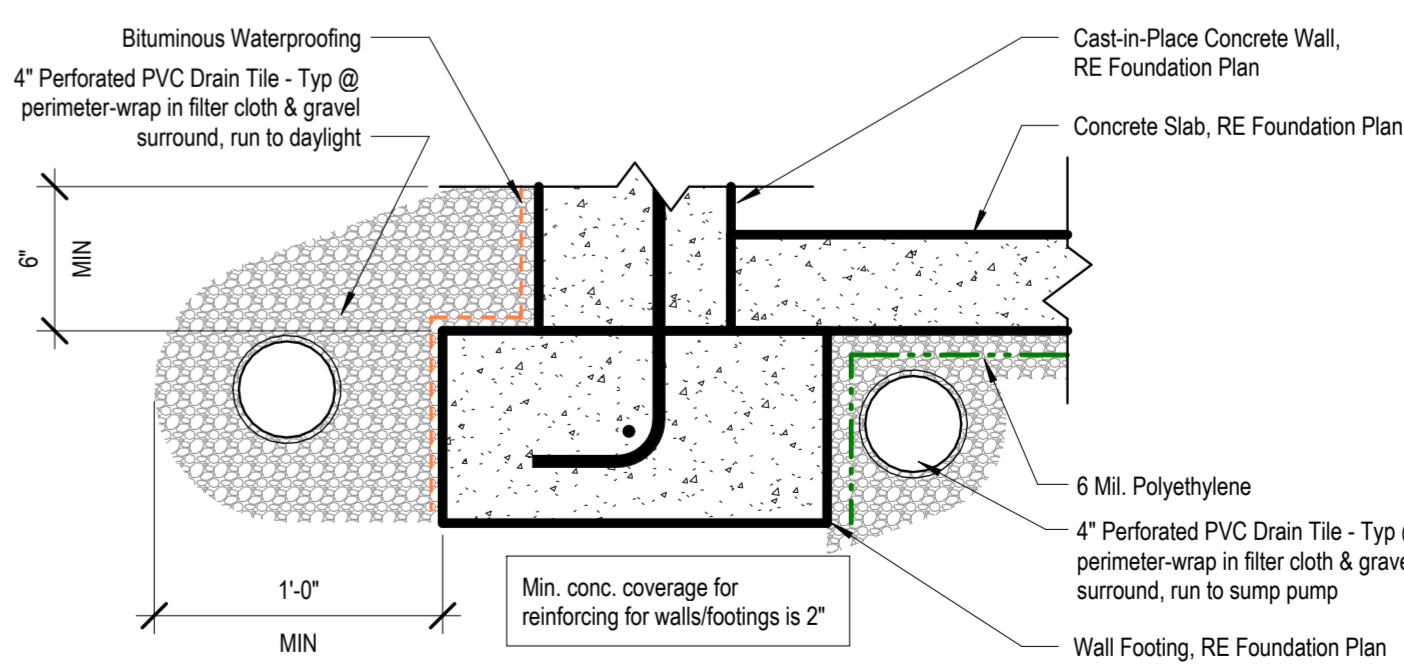 Bituminous Waterproofing
4" Perforated PVC Drain Tile - Typ @
perimeter-wrap in filter cloth & gravel
surround, run to daylight
6"
MIN
1'-0"
MIN
Min. conc. coverage for
reinforcing for walls/footings is 2"
Cast-in-Place Concrete Wall,
RE Foundation Plan
Concrete Slab, RE Foundation Plan
6 Mil. Polyethylene
4" Perforated PVC Drain Tile - Typ
perimeter-wrap in filter cloth &
surround, run to sump pump
Wall Footing, RE Foundation Plan